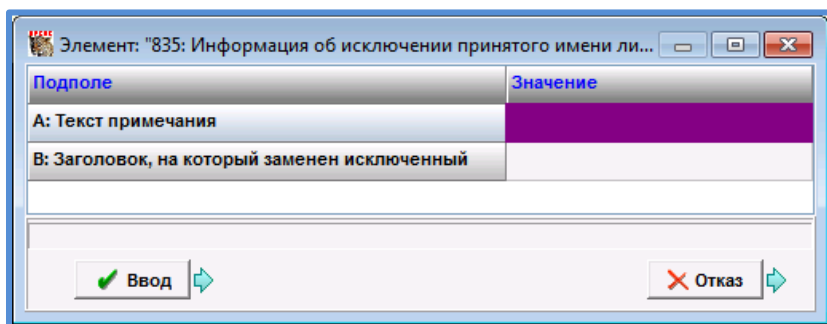 Элемент: "835: Информация об исключении принятого имени ли...
Подполе Значение
А: Текст примечания
В: Заголовок, на который заменен исключенный
Ввод Отказ